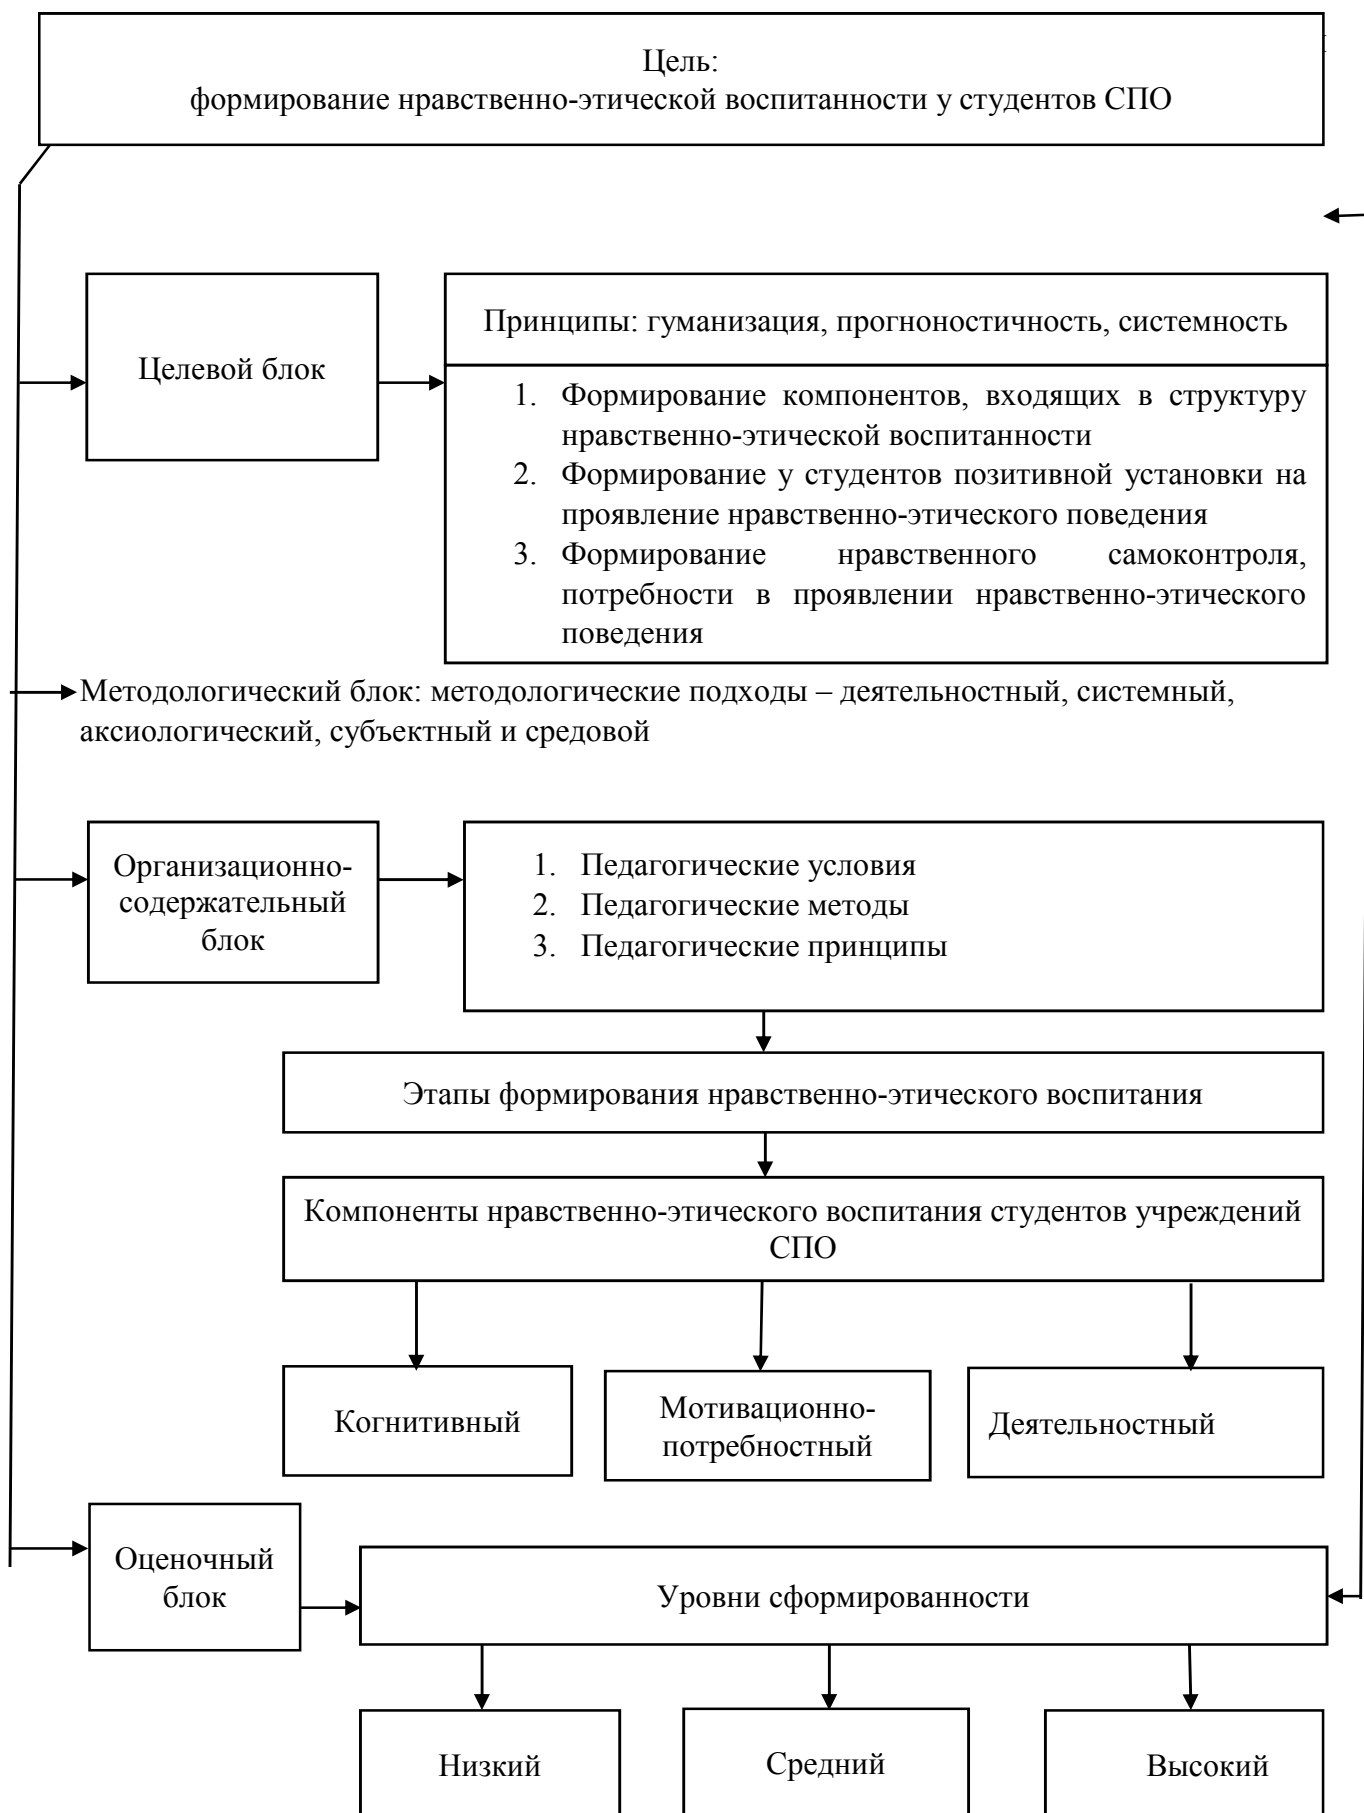 Цель:
формирование нравственно-этической воспитанности у студентов СПО
Целевой блок
Принципы: гуманизация, прогноностичность, системность
1. Формирование компонентов, входящих в структуру
нравственно-этической воспитанности
2. Формирование у студентов позитивной установки на
проявление нравственно-этического поведения
3. Формирование нравственного самоконтроля,
потребности в проявлении нравственно-этического
поведения
Методологический блок: методологические подходы – деятельностный, системный,
аксиологический, субъектный и средовой
Организационно-
содержательный
блок
1. Педагогические условия
2. Педагогические методы
3. Педагогические принципы
Этапы формирования нравственно-этического воспитания
Компоненты нравственно-этического воспитания студентов учреждений
СПО
Когнитивный
Мотивационно-
потребностный
Деятельностный
Оценочный
блок
Уровни сформированности
Низкий
Средний
Высокий